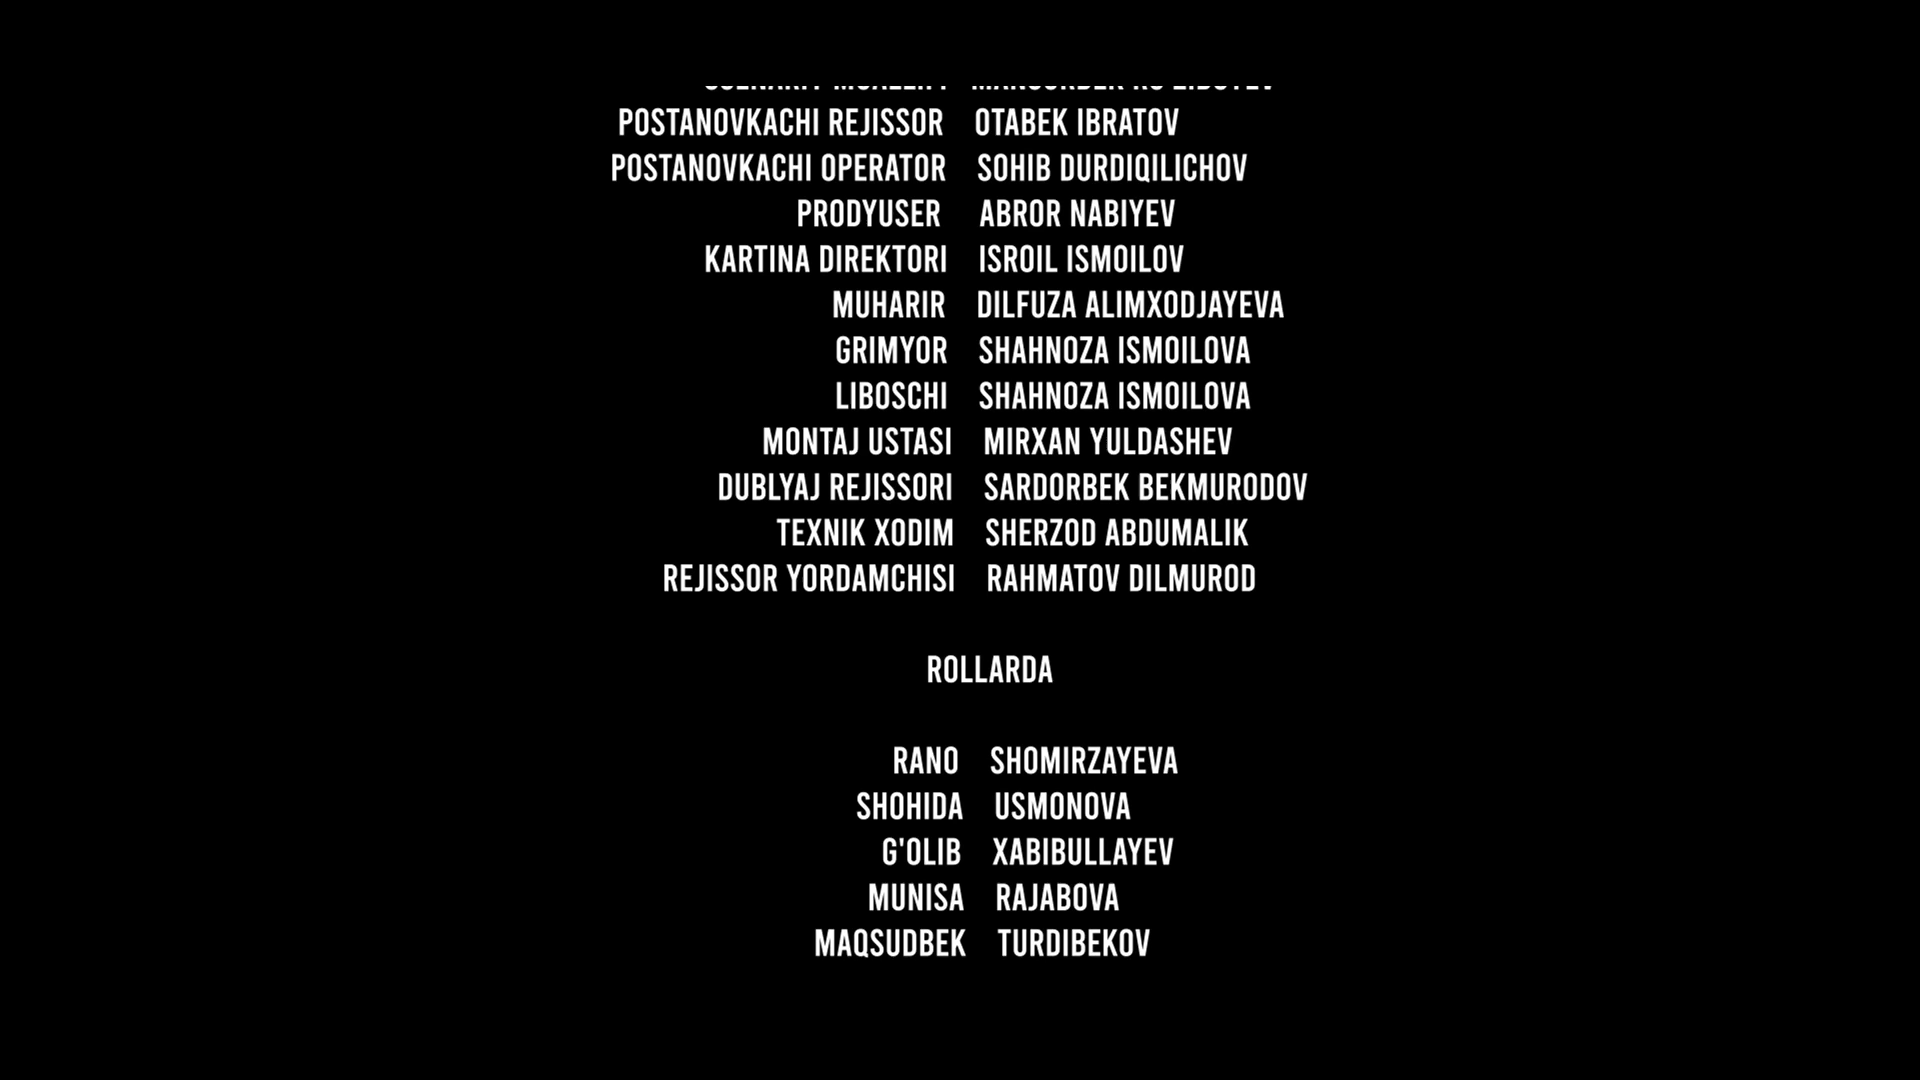 POSTANOVKACHI REJISSOR OTABEK IBRATOV
POSTANOVKACHI OPERATOR SOHIB DURDIQILICHOV
PRODYUSER ABROR NABIYEV
KARTINA DIREKTORI ISROIL ISMOILOV
MUHARIR DILFUZA ALIMXODJAYEVA
GRIMYOR SHAHNOZA ISMOILOVA
LIBOSCHI SHAHNOZA ISMOILOVA
MONTAJ USTASI MIRXAN YULDASHEV
DUBLYAJ REJISSORI SARDORBEK BEKMURODOV
TEXNIK XODIM SHERZOD ABDUMALIK
REJISSOR YORDAMCHISI RAHMATOV DILMUROD
ROLLARDA
RANO SHOMIRZAYEVA
SHOHIDA USMONOVA
G'OLIB XABIBULLAYEV
MUNISA RAJABOVA
MAQSUDBEK TURDIBEKOV